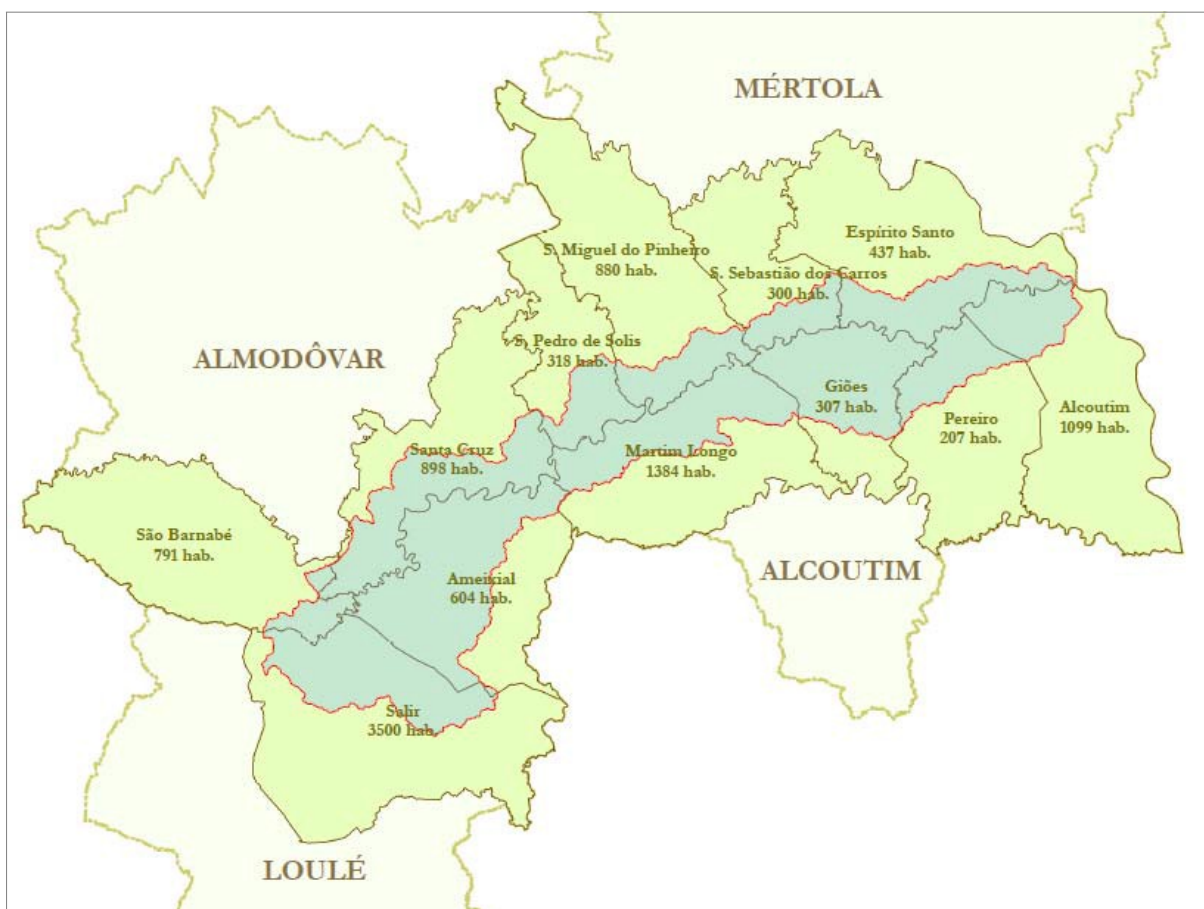 MÉRTOLA
Espírito Santo
437 hab.
S. Miguel do Pinheiro
880 hab.
S. Sebastião dos Carros
300 hab.
S. Pedro de Solis
318 hab.
ALMODÔVAR
Giões
307 hab.
Pereiro
207 hab.
Alcoutim
1099 hab.
Santa Cruz
898 hab.
Martim Longo
1384 hab.
São Barnabé
791 hab.
Ameixial
604 hab.
ALCOUTIM
Salir
3500 hab.
LOULÉ